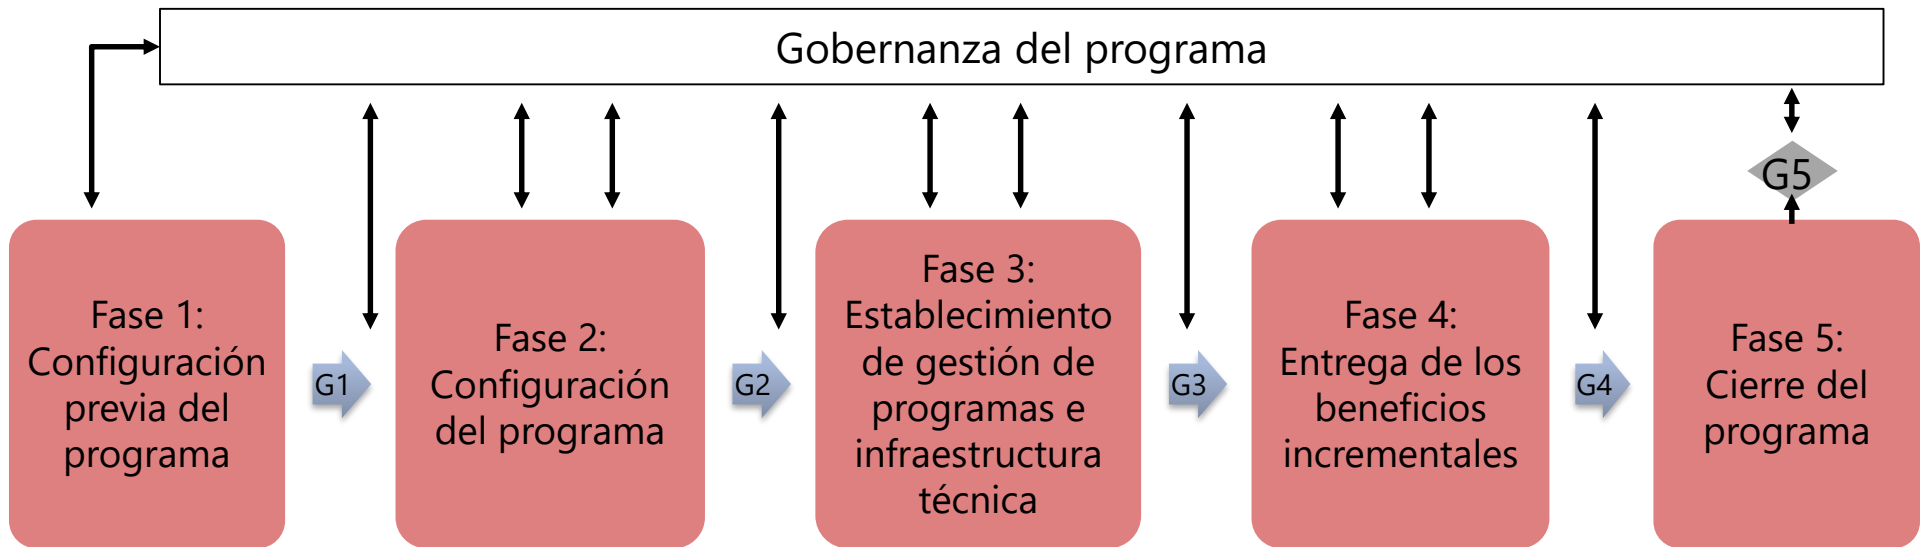 Gobernanza del programa
G5
Fase 1:
Configuración
previa del
programa
G1
Fase 2:
Configuración
del programa
G2
Fase 3:
Establecimiento
de gestión de
programas e
infraestructura
técnica
G3
Fase 4:
Entrega de los
beneficios
incrementales
G4
Fase 5:
Cierre del
programa